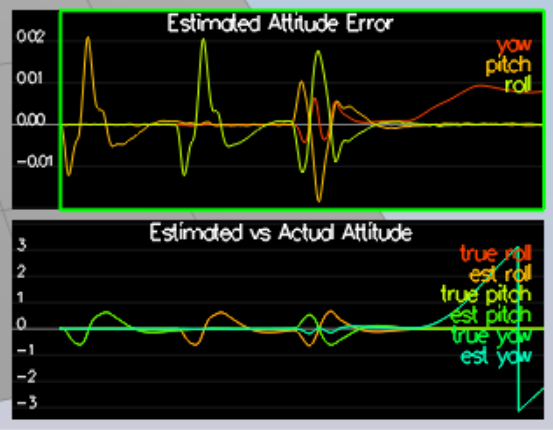 Estimated Attitude Error
0.02
0.01
0.00
-0.01
yaw
pitch
roll
Estimated vs Actual Attitude
3
2
1
0
-1
-2
-3
true roll
est roll
true pitch
est pitch
true yaw
est yaw